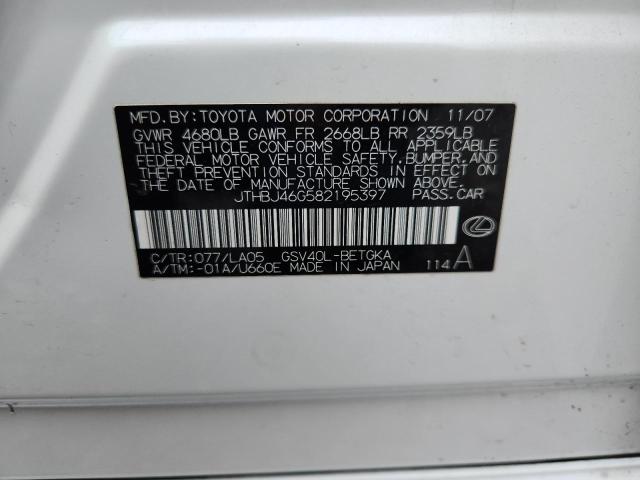 MFD.BY:TOYOTA MOTOR CORPORATION 11/07
GVWR 4680LB GAWR FR 2668LB RR 2359LB
THIS VEHICLE CONFORMS TO ALL APPLICABLE
FEDERAL MOTOR VEHICLE SAFETY,BUMPER,AND
THEFT PREVENTION STANDARDS IN EFFECT ON
THE DATE OF MANUFACTURE SHOWN ABOVE.
JTHBJ46G582195397 PASS.CAR
C/TR:077/LA05 GSV40L-BETGKA
A/TM:-01A/U660E MADE IN JAPAN 114A